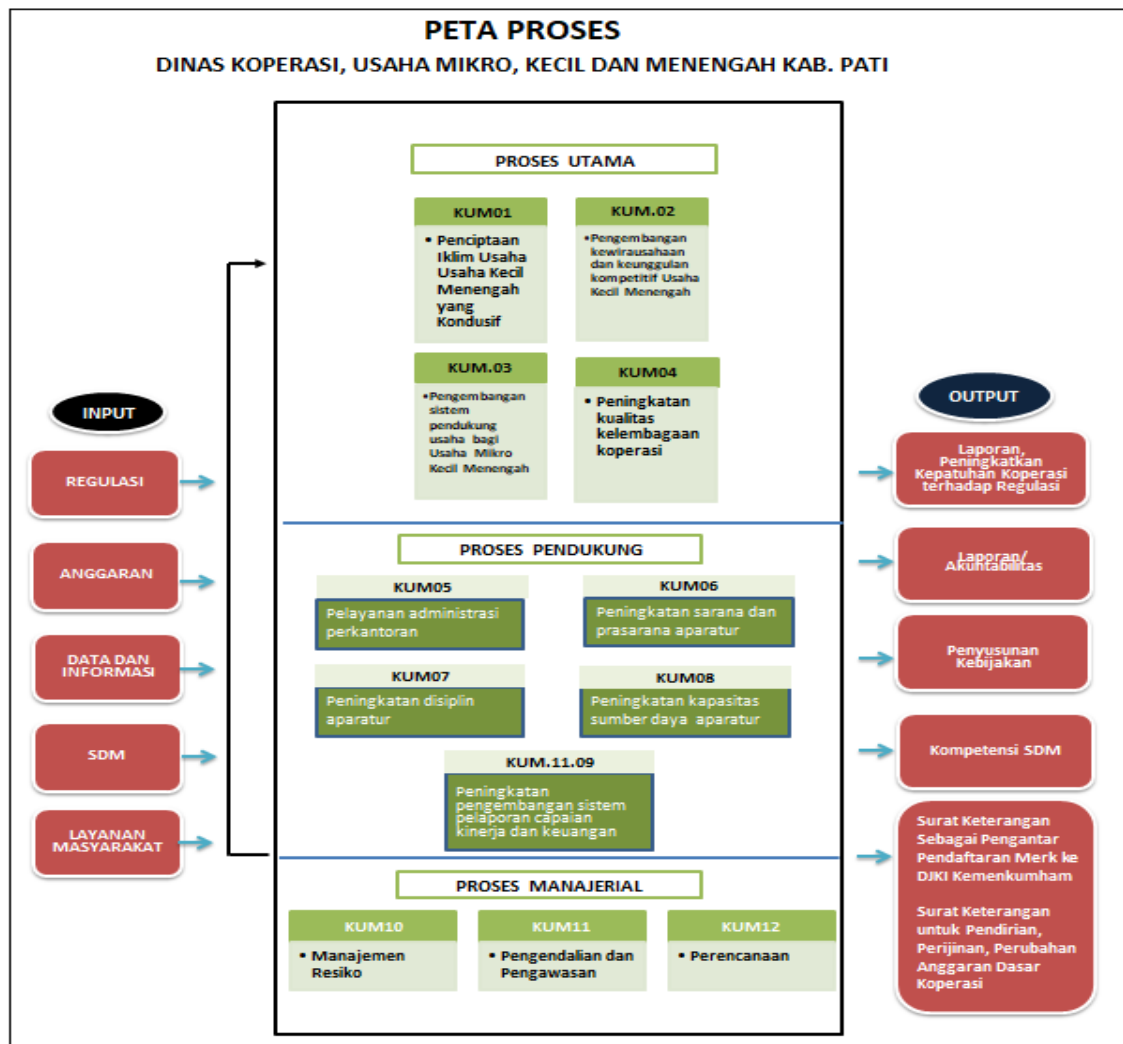 PETA PROSES
DINAS KOPERASI, USAHA MIKRO, KECIL DAN MENENGAH KAB. PATI
INPUT
REGULASI
ANGGARAN
DATA DAN
INFORMASI
SDM
LAYANAN
MASYARAKAT
PROSES UTAMA
KUM01
• Penciptaan
Iklim Usaha
Usaha Kecil
Menengah
yang
Kondusif
KUM.02
•Pengembangan
kewirausahaan
dan keunggulan
kompetitif Usaha
Kecil Menengah
KUM.03
•Pengembangan
sistem
pendukung
usaha bagi
Usaha Mikro
Kecil Menengah
KUM04
• Peningkatan
kualitas
kelembagaan
koperasi
PROSES PENDUKUNG
KUM05
Pelayanan administrasi
perkantoran
KUM06
Peningkatan sarana dan
prasarana aparatur
KUM07
Peningkatan disiplin
aparatur
KUM08
Peningkatan kapasitas
sumber daya aparatur
KUM.11.09
Peningkatan
pengembangan sistem
pelaporan capaian
kinerja dan keuangan
PROSES MANAJERIAL
KUM10
• Manajemen
Resiko
KUM11
• Pengendalian dan
Pengawasan
KUM12
• Perencanaan
OUTPUT
Laporan,
Peningkatkan
Kepatuhan Koperasi
terhadap Regulasi
Laporan/
Akuntabilitas
Penyusunan
Kebijakan
Kompetensi SDM
Surat Keterangan
Sebagai Pengantar
Pendaftaran Merk ke
DJKI Kemenkumham
Surat Keterangan
untuk Pendirian,
Perijinan, Perubahan
Anggaran Dasar
Koperasi